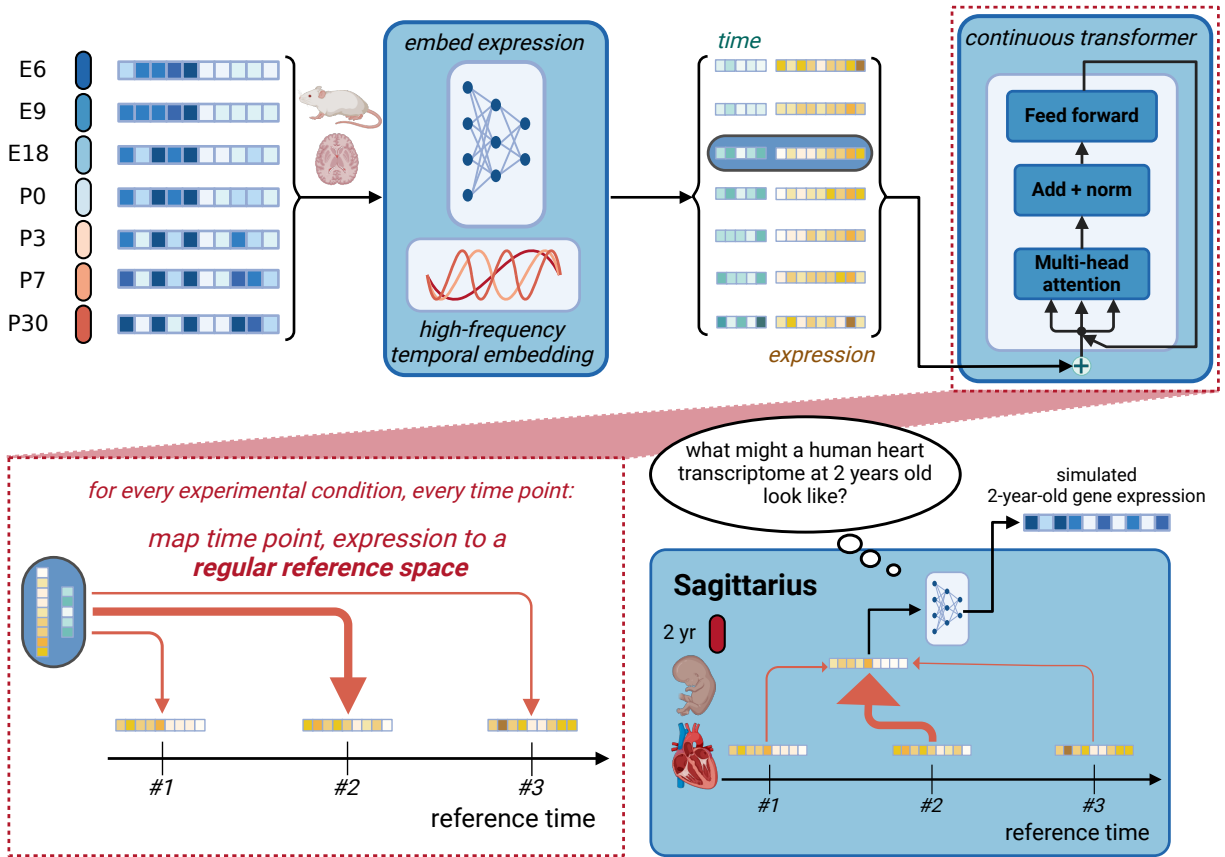 E6
E9
E18
P0
P3
P7
P30
embed expression
high-frequency
temporal embedding
time
expression
continuous transformer
Feed forward
Add + norm
Multi-head
attention
+
for every experimental condition, every time point:
map time point, expression to a
regular reference space
#1
#2
#3
reference time
what might a human heart
transcriptome at 2 years old
look like?
simulated
2-year-old gene expression
Sagittarius
2 yr
#1
#2
#3
reference time